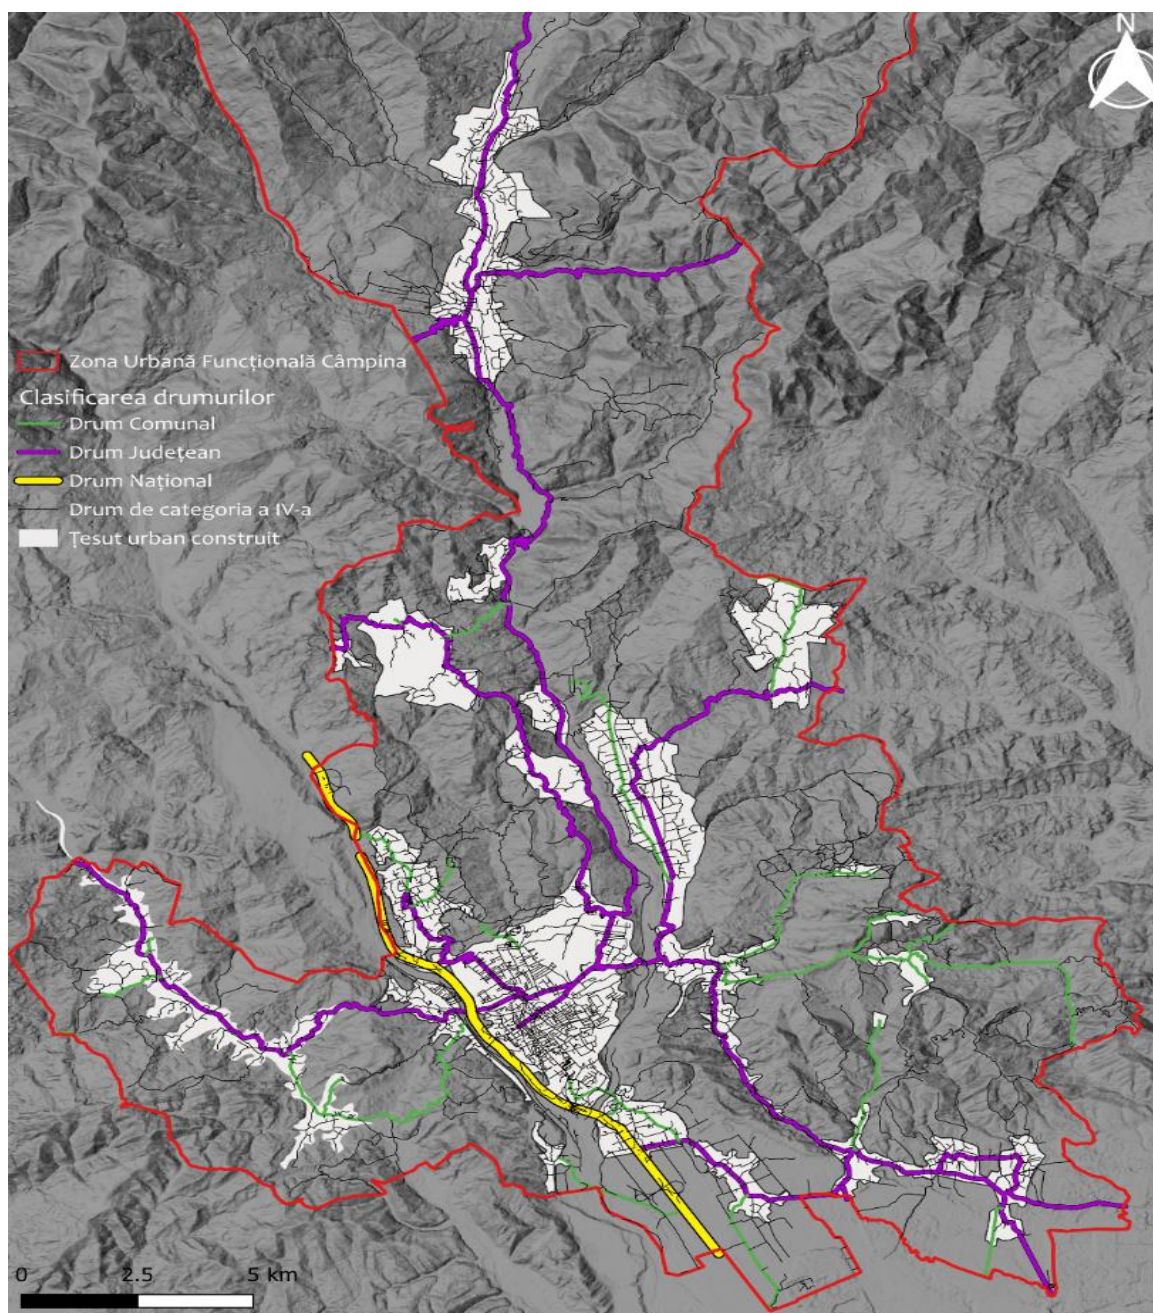 N
Zona Urbană Funcțională Câmpina
Clasificarea drumurilor
Drum Comunal
Drum Județean
Drum Național
Drum de categoria a IV-a
Țesut urban construit
0 2.5 5 km